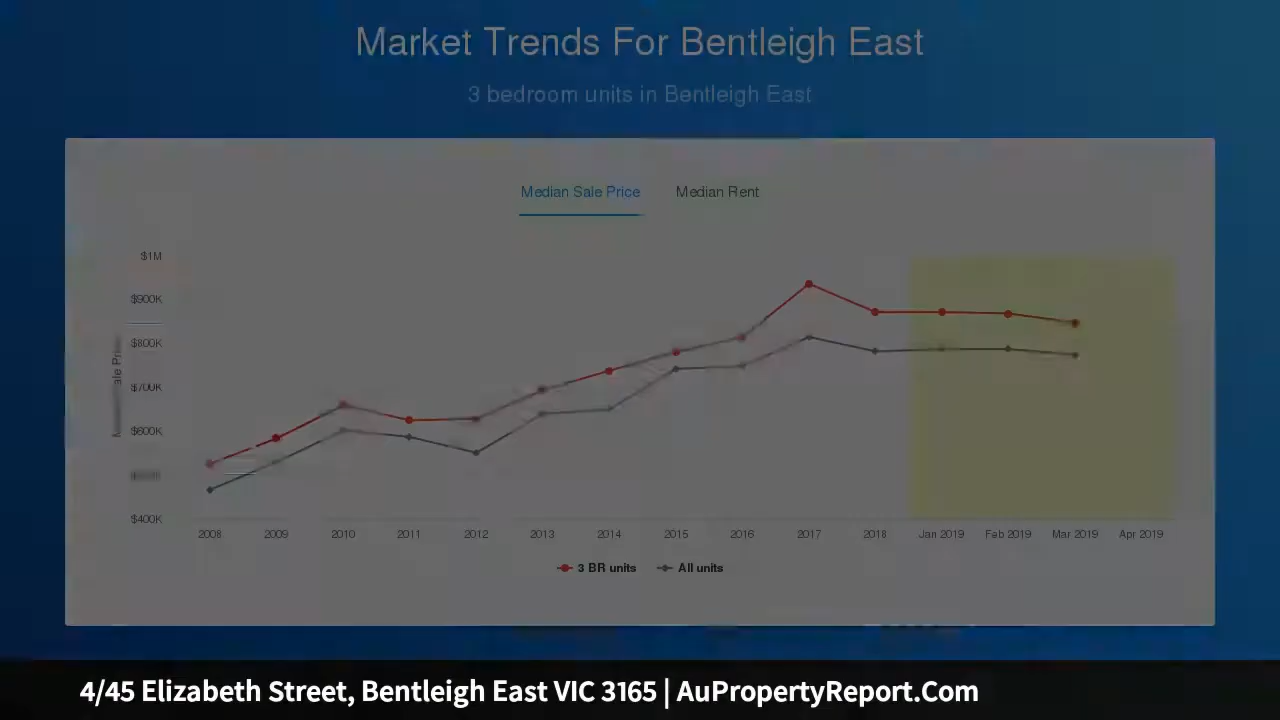 Market Trends For Bentleigh East
3 bedroom units in Bentleigh East
Median Sale Price Median Rent
$1M
$900K
$800K
$700K
$600K
$400K
2008 2009 2010 2011 2012 2013 2014 2015 2016 2017 2018 Jan 2019 Feb 2019 Mar 2019 Apr 2019
3 BR units All units
4/45 Elizabeth Street, Bentleigh East VIC 3165 | AuPropertyReport.Com